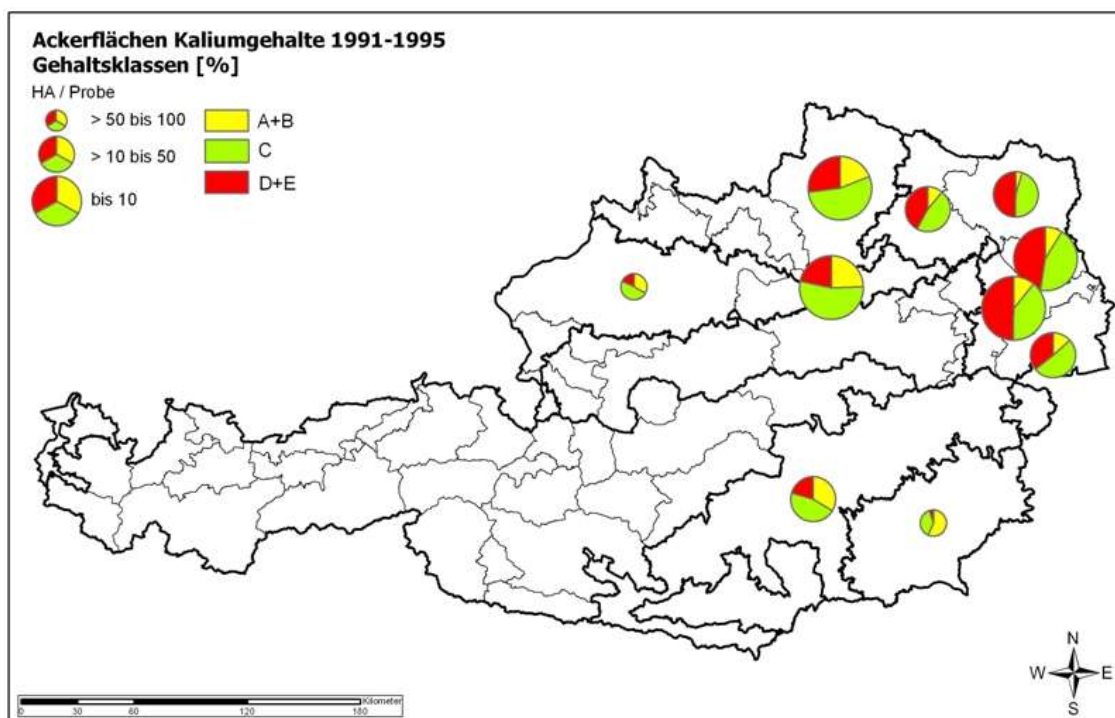 Ackerflächen Kaliumgehalte 1991-1995
Gehaltsklassen [%]
HA / Probe
> 50 bis 100
A+B
> 10 bis 50
C
bis 10
D+E
N
W
E
S
Kilometer
0
30
60
120
180